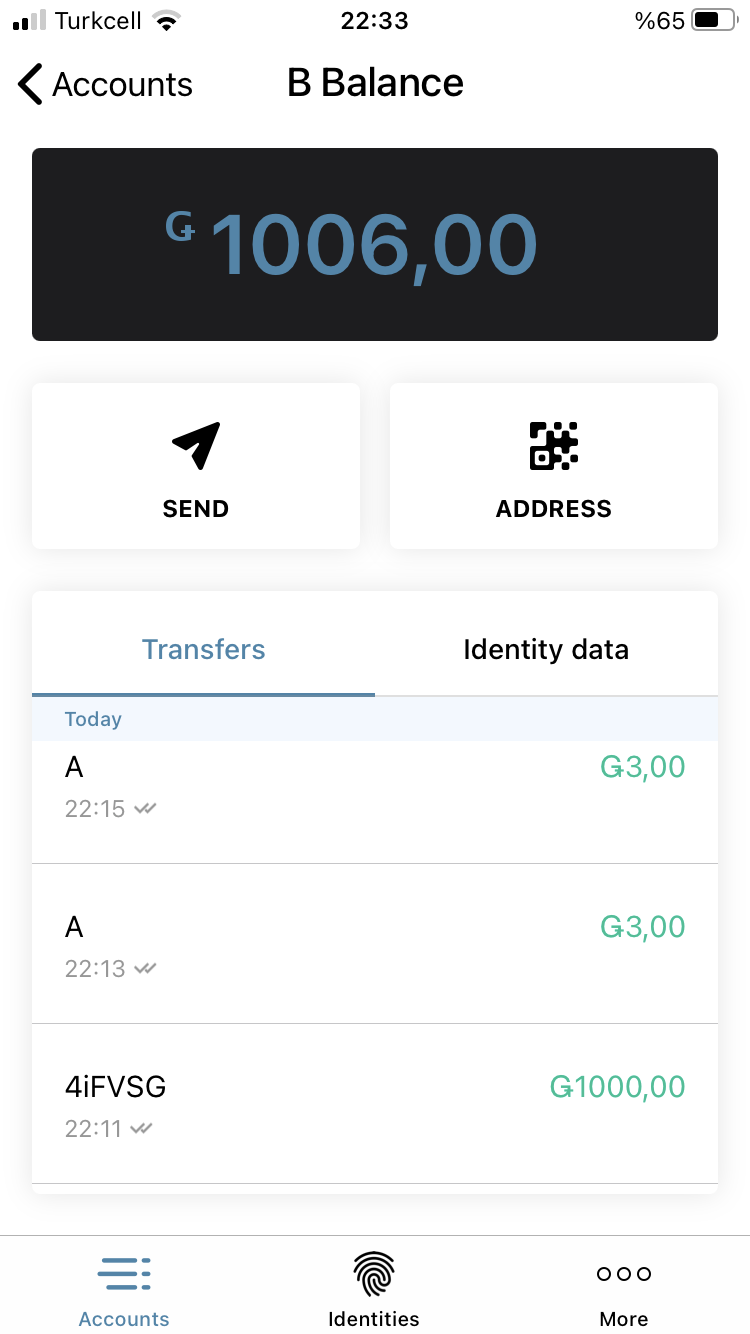 Turkcell 22:33 %65
Accounts B Balance
Ǥ1006,00
SEND ADDRESS
Transfers Identity data
Today
A Ǥ3,00
22:15
A Ǥ3,00
22:13
4iFVSG Ǥ1000,00
22:11
Accounts Identities More